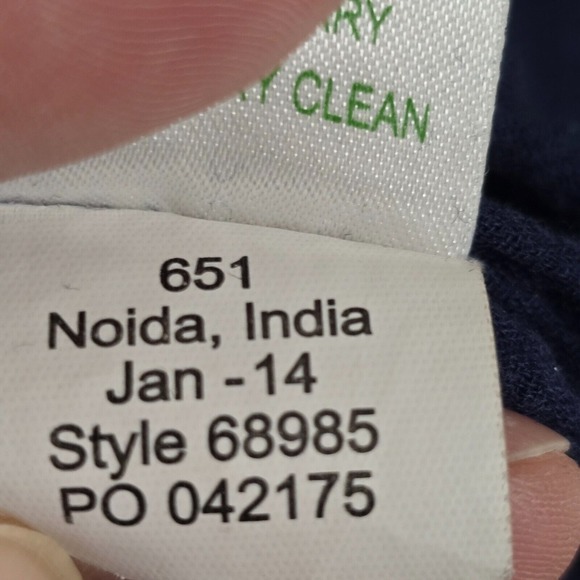 CLEAN
651
Noida, India
Jan -14
Style 68985
PO 042175